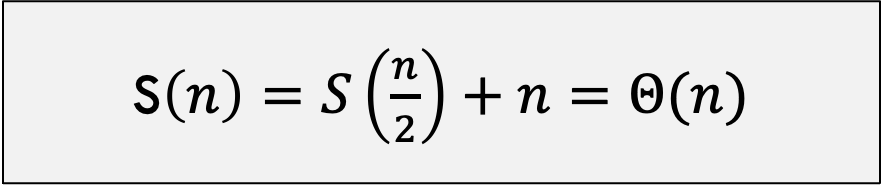 S(n) = S(n/2) + n = Θ(n)